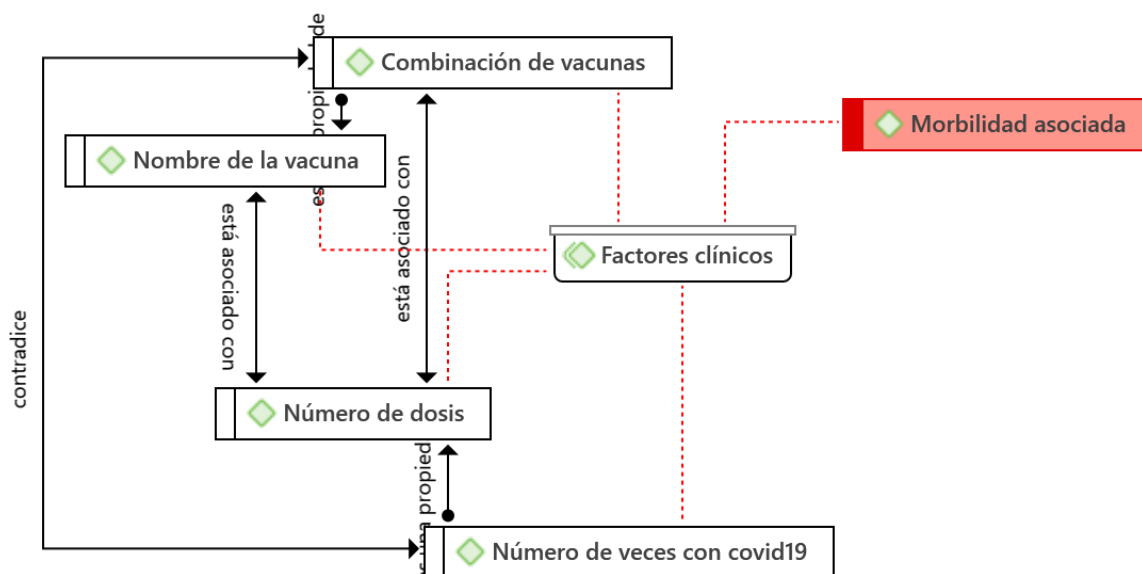 Combinación de vacunas
Morbilidad asociada
Nombre de la vacuna
está asociado con
está asociado con
Factores clínicos
contradice
Número de dosis
Número de veces con covid19